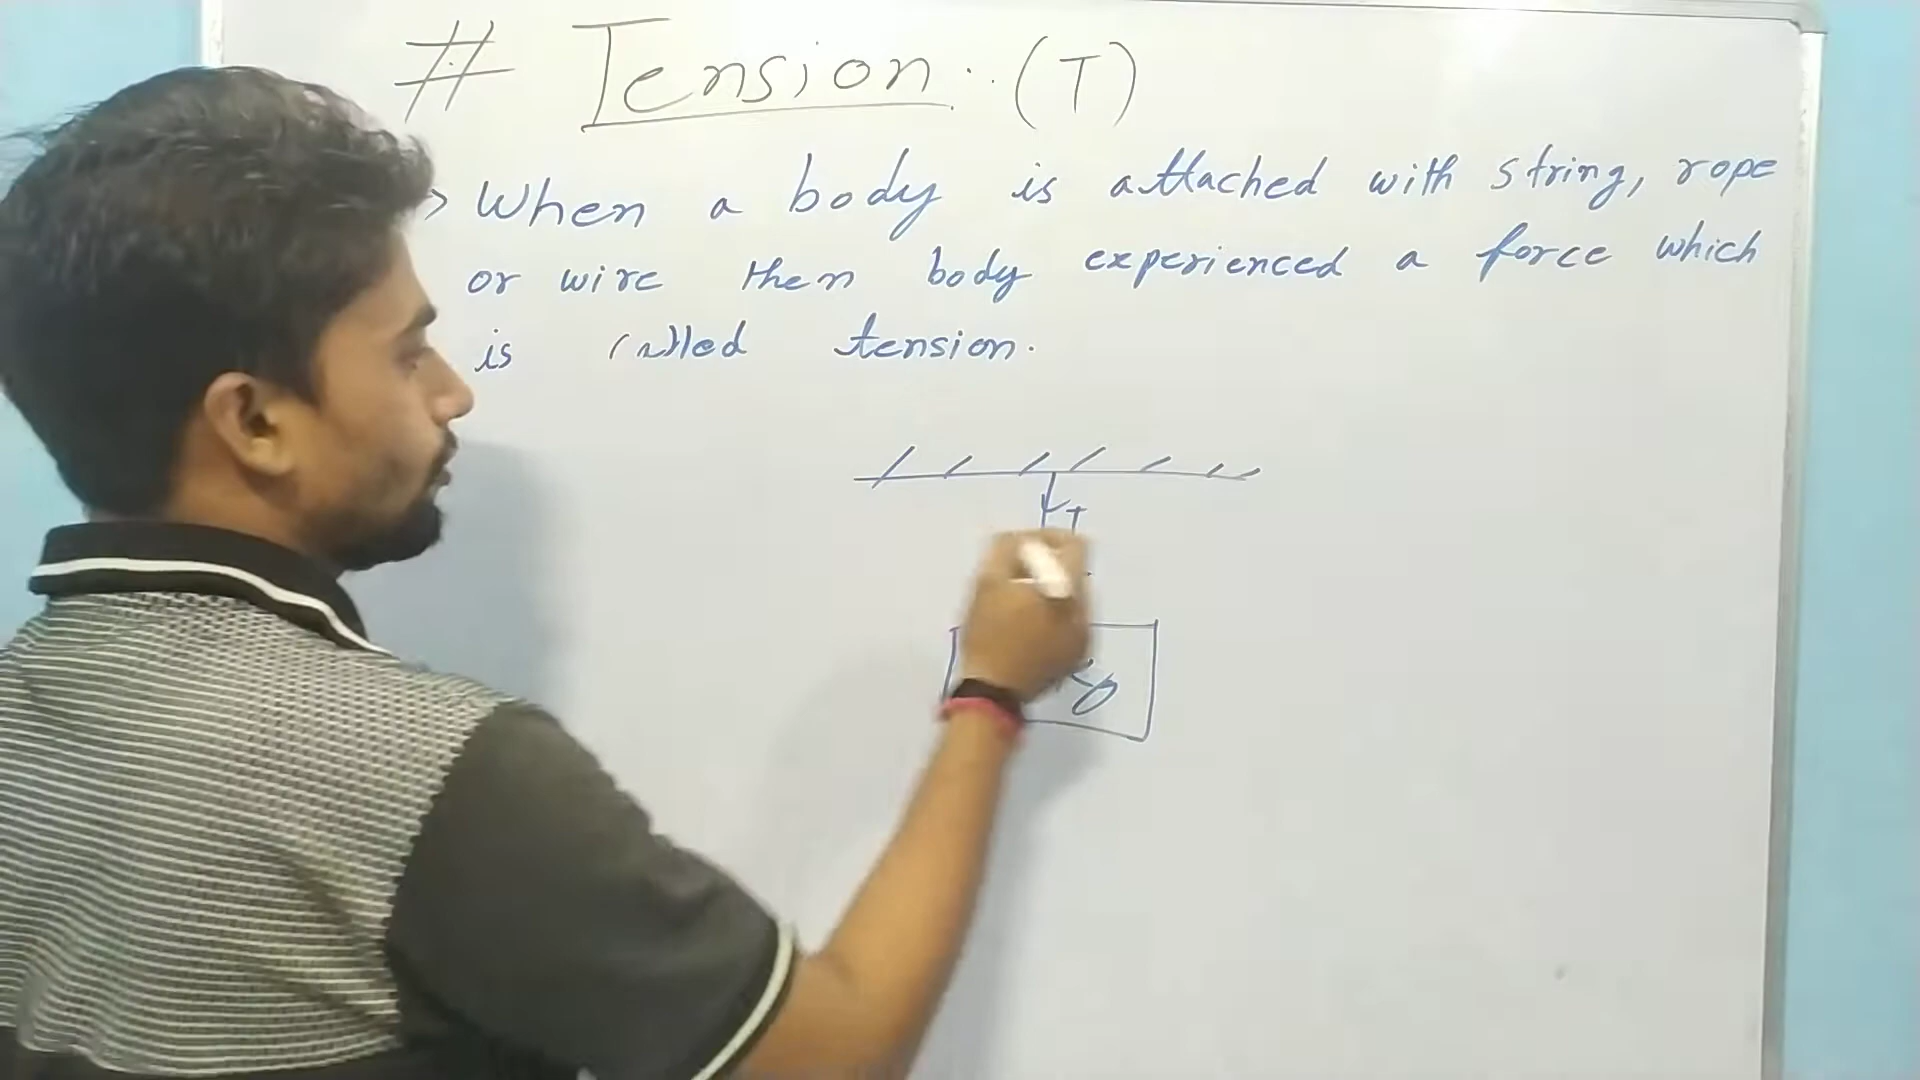 # Tension (T)
> When a body is attached with string, rope
or wire then body experienced a force which
is called tension.
T